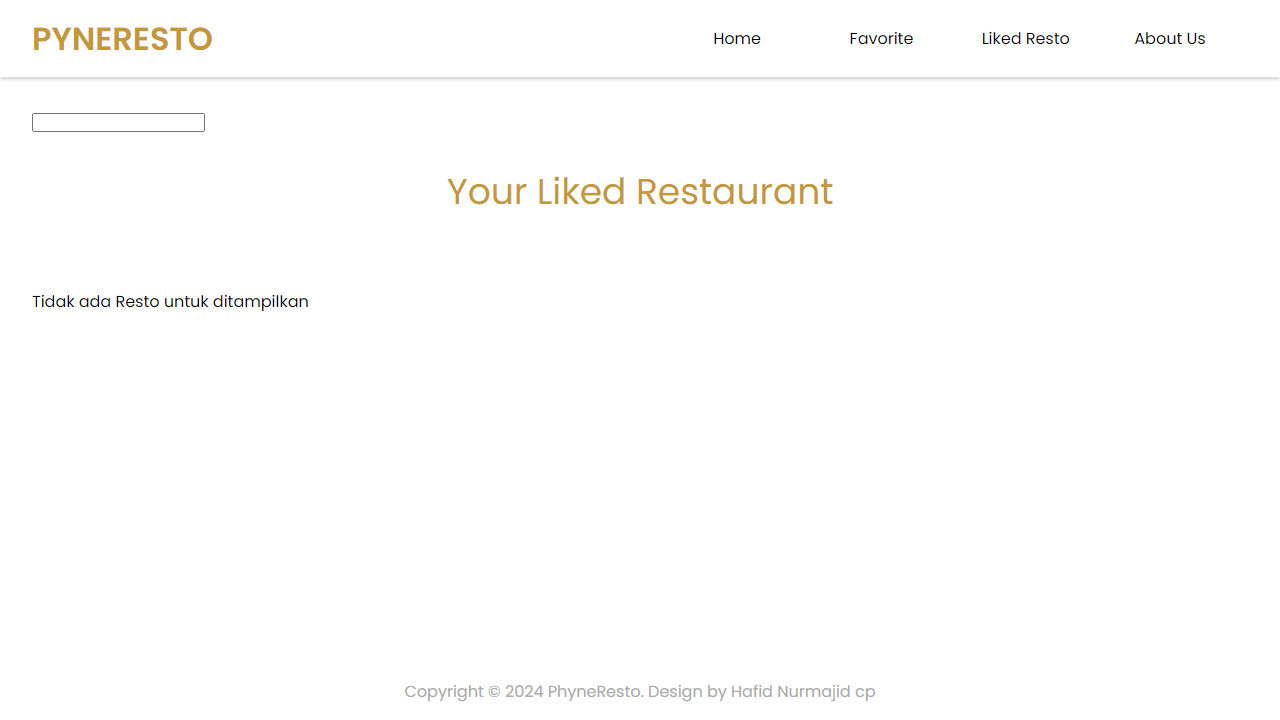 PYNERESTO
Home Favorite Liked Resto About Us
Your Liked Restaurant
Tidak ada Resto untuk ditampilkan
Copyright © 2024 PhyneResto. Design by Hafid Nurmajid cp